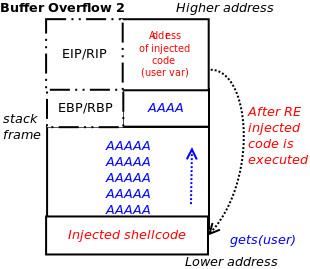 Buffer Overflow 2
Higher address
EIP/RIP
Address
of injected
code
(user var)
EBP/RBP
AAAA
stack
frame
After RE
injected
code is
executed
AAAAA
AAAAA
AAAAA
AAAAA
AAAAA
Injected shellcode
gets(user)
Lower address